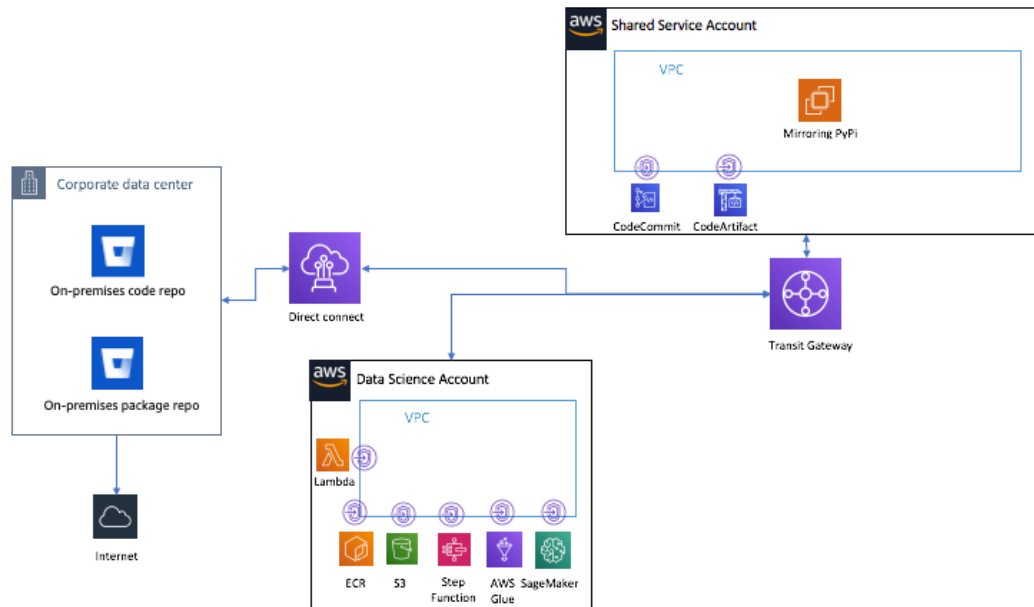 aws
Shared Service Account
VPC
Mirroring PyPi
CodeCommit
CodeArtifact
Corporate data center
On-premises code repo
On-premises package repo
Direct connect
Transit Gateway
aws
Data Science Account
VPC
Lambda
ECR
S3
Step
Function
AWS
Glue
SageMaker
Internet